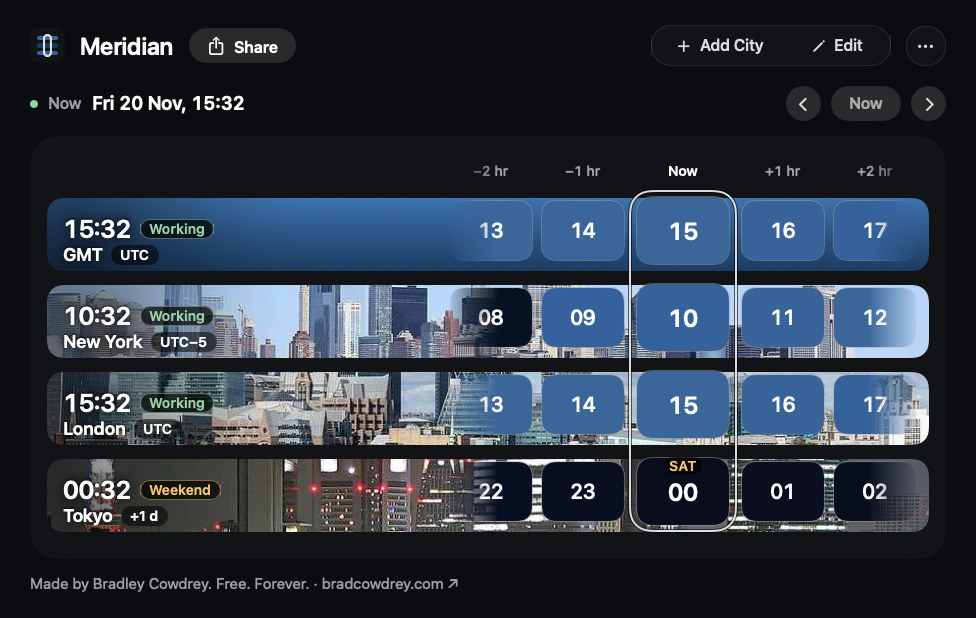 Meridian Share + Add City Edit ...
Now Fri 20 Nov, 15:32 Now
−2 hr −1 hr Now +1 hr +2 hr
15:32 Working 13 14 15 16 17
GMT UTC
10:32 Working 08 09 10 11 12
New York UTC−5
15:32 Working 13 14 15 16 17
London UTC
SAT
00:32 Weekend 22 23 00 01 02
Tokyo +1 d
Made by Bradley Cowdrey. Free. Forever. · bradcowdrey.com ↗